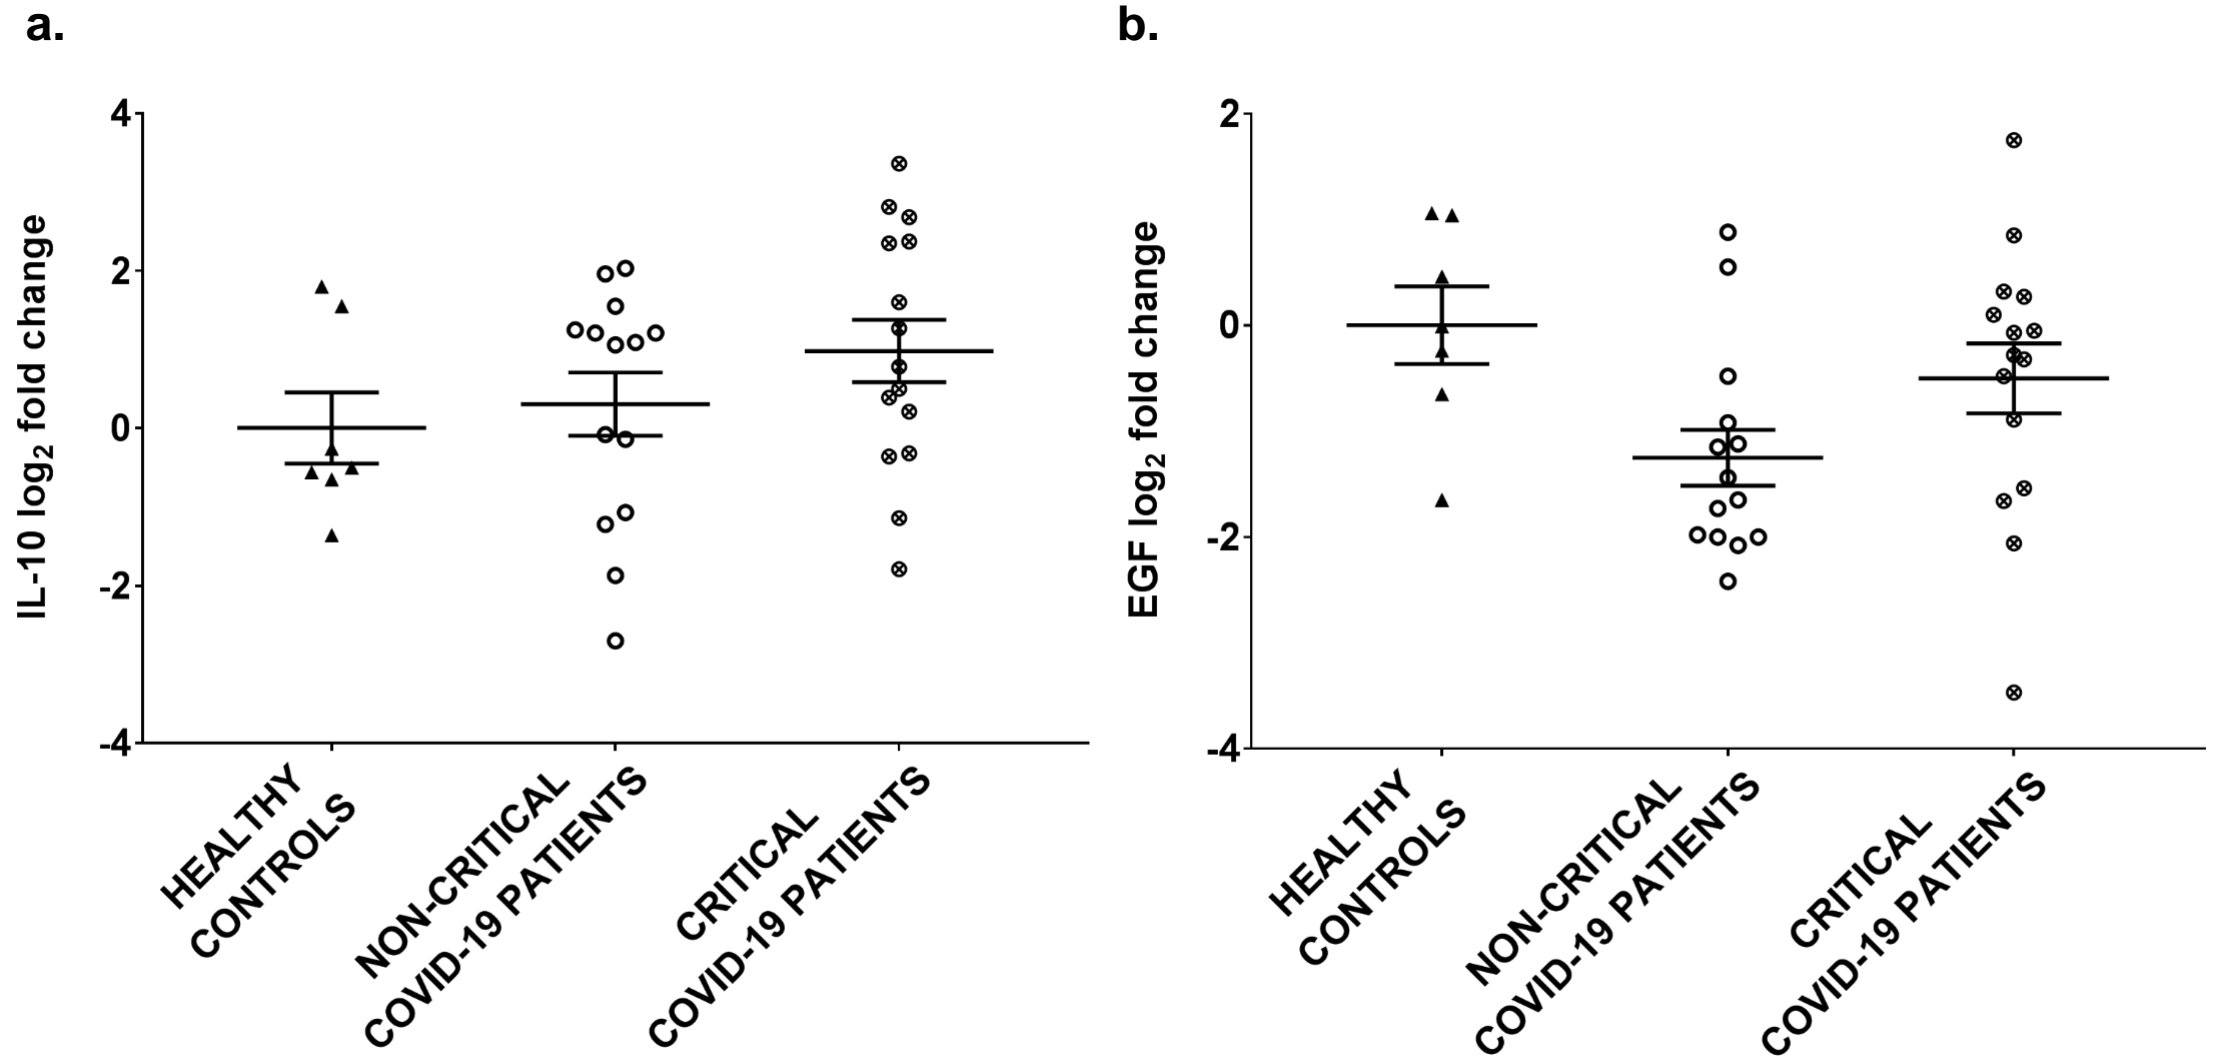 a.
IL-10 log2 fold change
4
2
0
-2
-4
HEALTHY
CONTROLS
NON-CRITICAL
COVID-19 PATIENTS
CRITICAL
COVID-19 PATIENTS
b.
EGF log2 fold change
2
0
-2
-4
HEALTHY
CONTROLS
NON-CRITICAL
COVID-19 PATIENTS
CRITICAL
COVID-19 PATIENTS